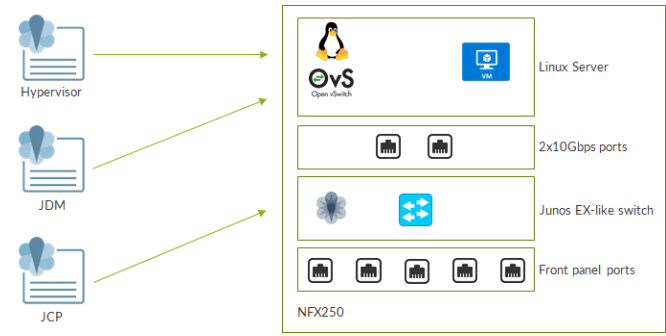 Hypervisor
JDM
JCP
OvS
Open vSwitch
VM
Linux Server
2x10Gbps ports
Junos EX-like switch
Front panel ports
NFX250